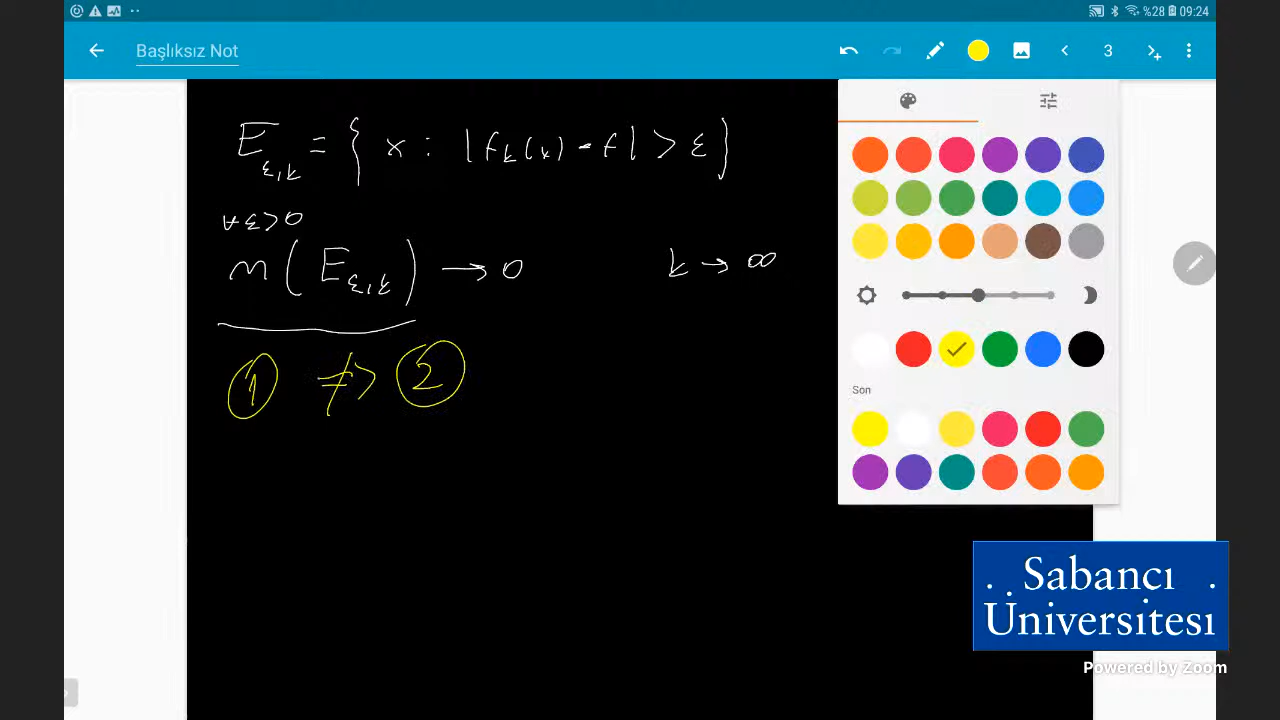 %28 09:24
Başlıksız Not 3
E_{ε,k} = { x : |f_k(x) - f| > ε }
∀ε>0
m(E_{ε,k}) → 0 k → ∞
① ⇏ ②
Son
Sabancı
Üniversitesi
Powered by Zoom